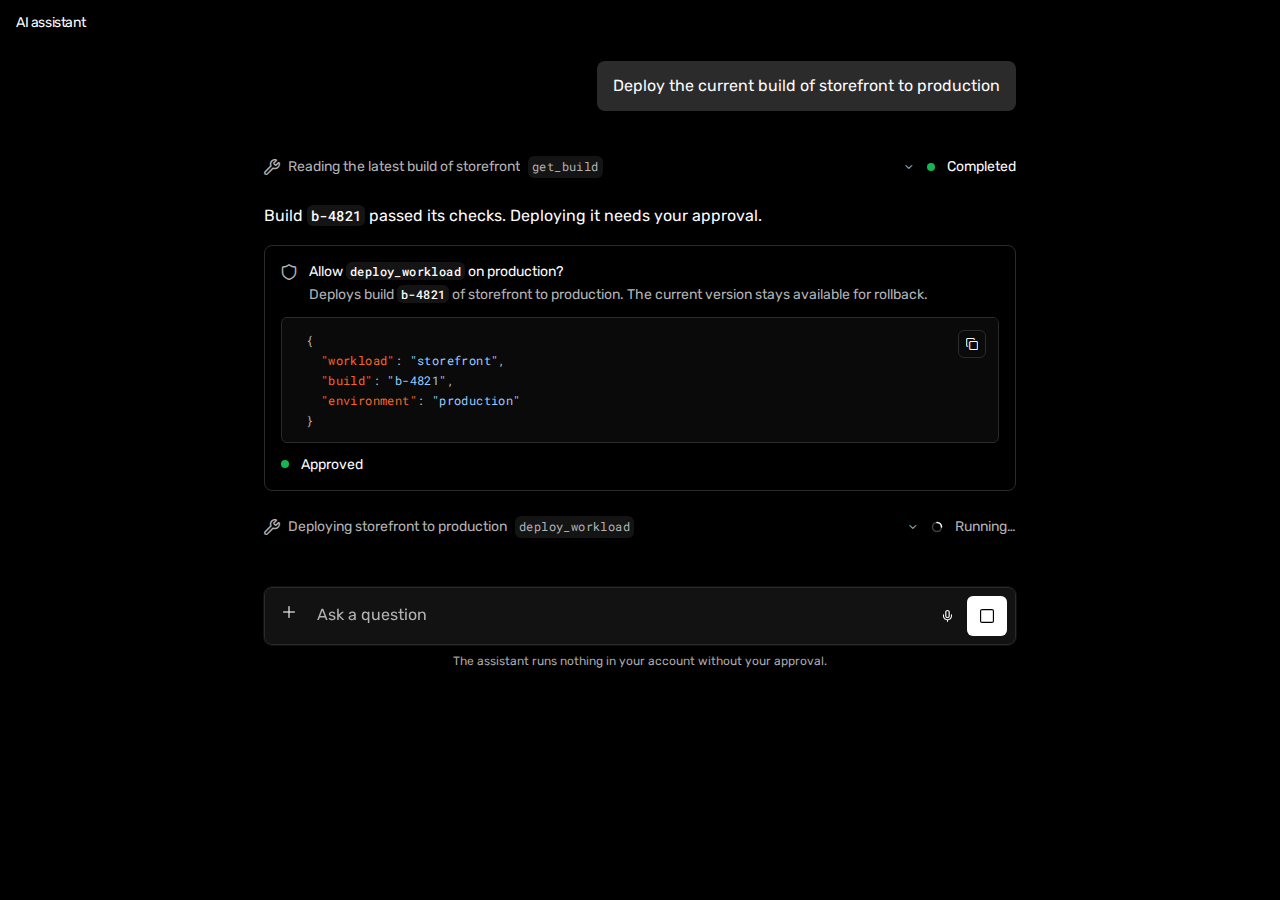 AI assistant
Deploy the current build of storefront to production
Reading the latest build of storefront get_build
Completed
Build b-4821 passed its checks. Deploying it needs your approval.
Allow deploy_workload on production?
Deploys build b-4821 of storefront to production. The current version stays available for rollback.
{
"workload": "storefront",
"build": "b-4821",
"environment": "production"
}
Approved
Deploying storefront to production deploy_workload
Running…
Ask a question
The assistant runs nothing in your account without your approval.